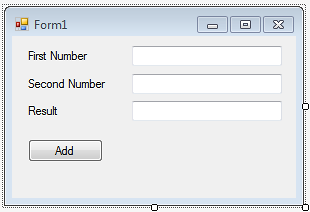 Form1
First Number
Second Number
Result
Add